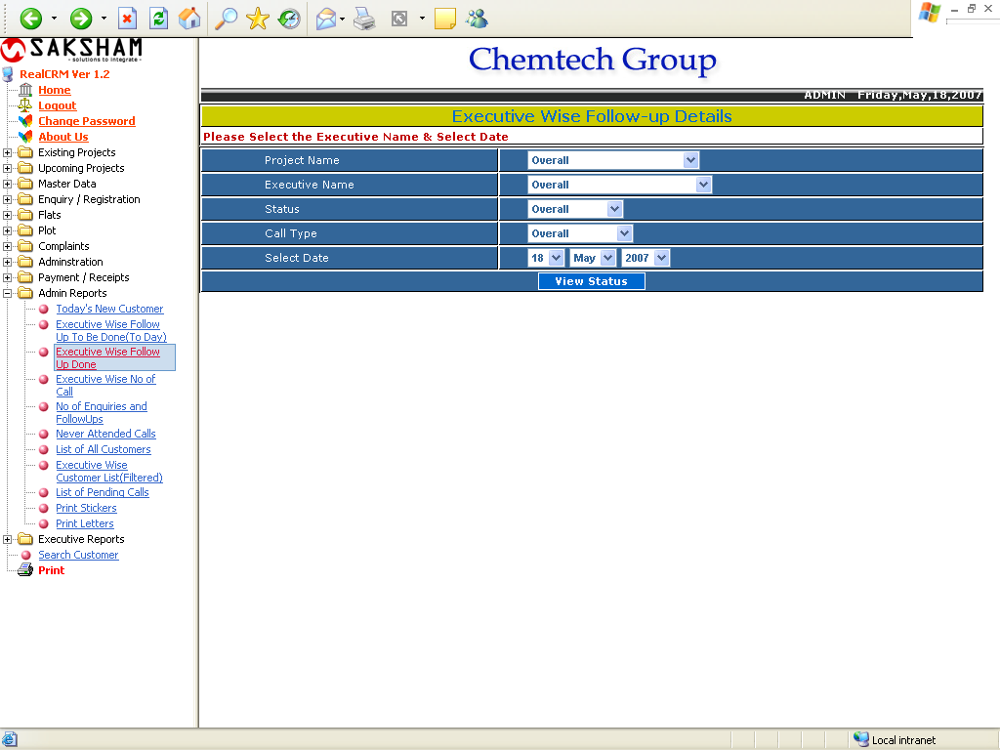 SAKSHAM
- solutions to integrate -
RealCRM Ver 1.2
Home
Logout
Change Password
About Us
Existing Projects
Upcoming Projects
Master Data
Enquiry / Registration
Flats
Plot
Complaints
Adminstration
Payment / Receipts
Admin Reports
Today's New Customer
Executive Wise Follow
Up To Be Done(To Day)
Executive Wise Follow
Up Done
Executive Wise No of
Call
No of Enquiries and
FollowUps
Never Attended Calls
List of All Customers
Executive Wise
Customer List(Filtered)
List of Pending Calls
Print Stickers
Print Letters
Executive Reports
Search Customer
Print
Chemtech Group
ADMIN Friday,May,18,2007
Executive Wise Follow-up Details
Please Select the Executive Name & Select Date
Project Name Overall
Executive Name Overall
Status Overall
Call Type Overall
Select Date 18 May 2007
View Status
Local intranet